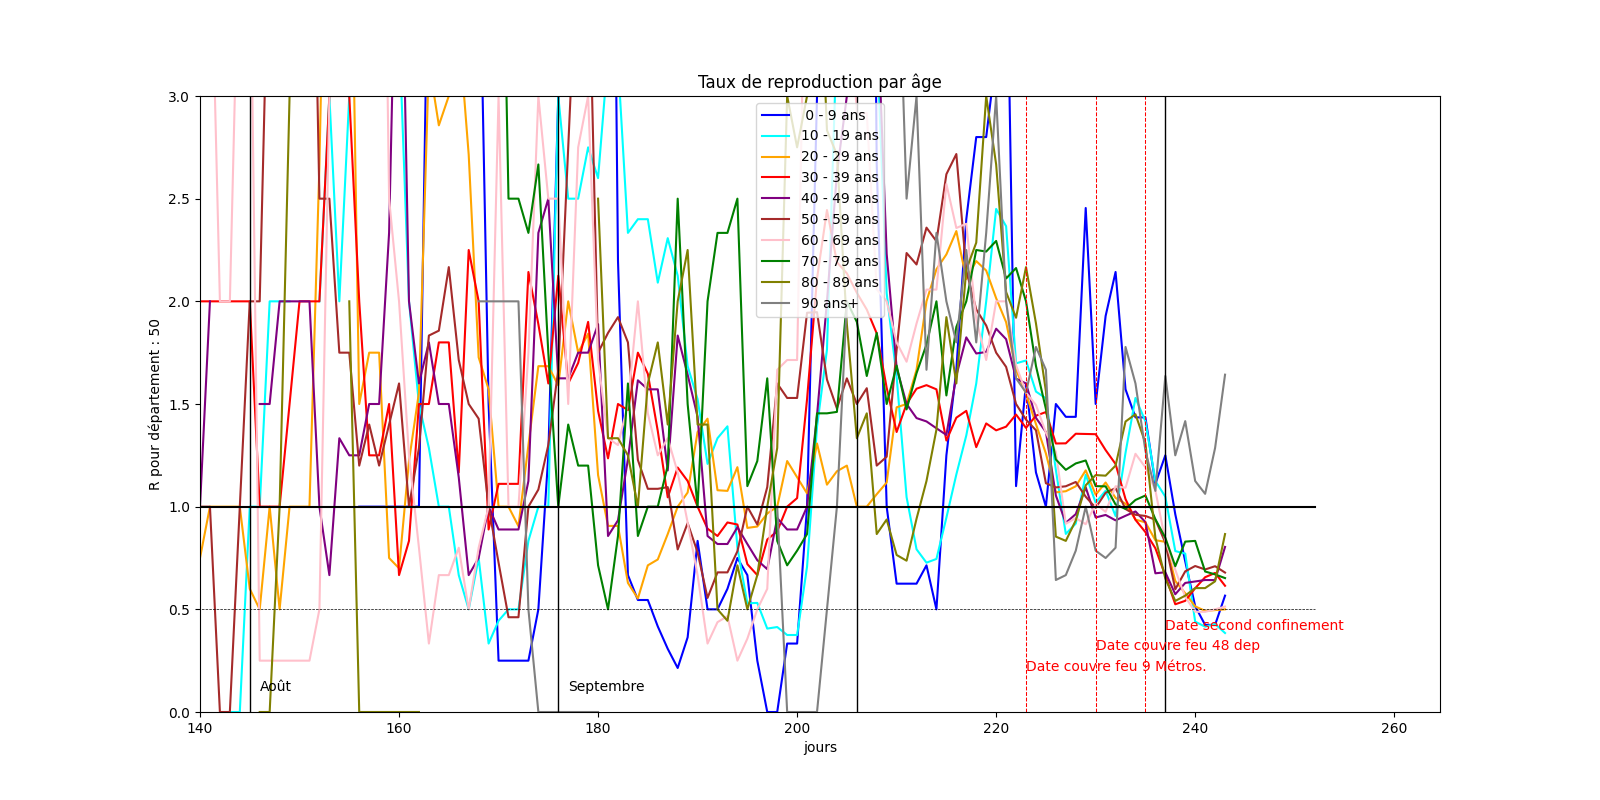 Taux de reproduction par âge
R pour département : 50
3.0
2.5
2.0
1.5
1.0
0.5
0.0
0 - 9 ans
10 - 19 ans
20 - 29 ans
30 - 39 ans
40 - 49 ans
50 - 59 ans
60 - 69 ans
70 - 79 ans
80 - 89 ans
90 ans+
Date second confinement
Date couvre feu 48 dep
Date couvre feu 9 Métros.
Août
Septembre
140 160 180 200 220 240 260
jours